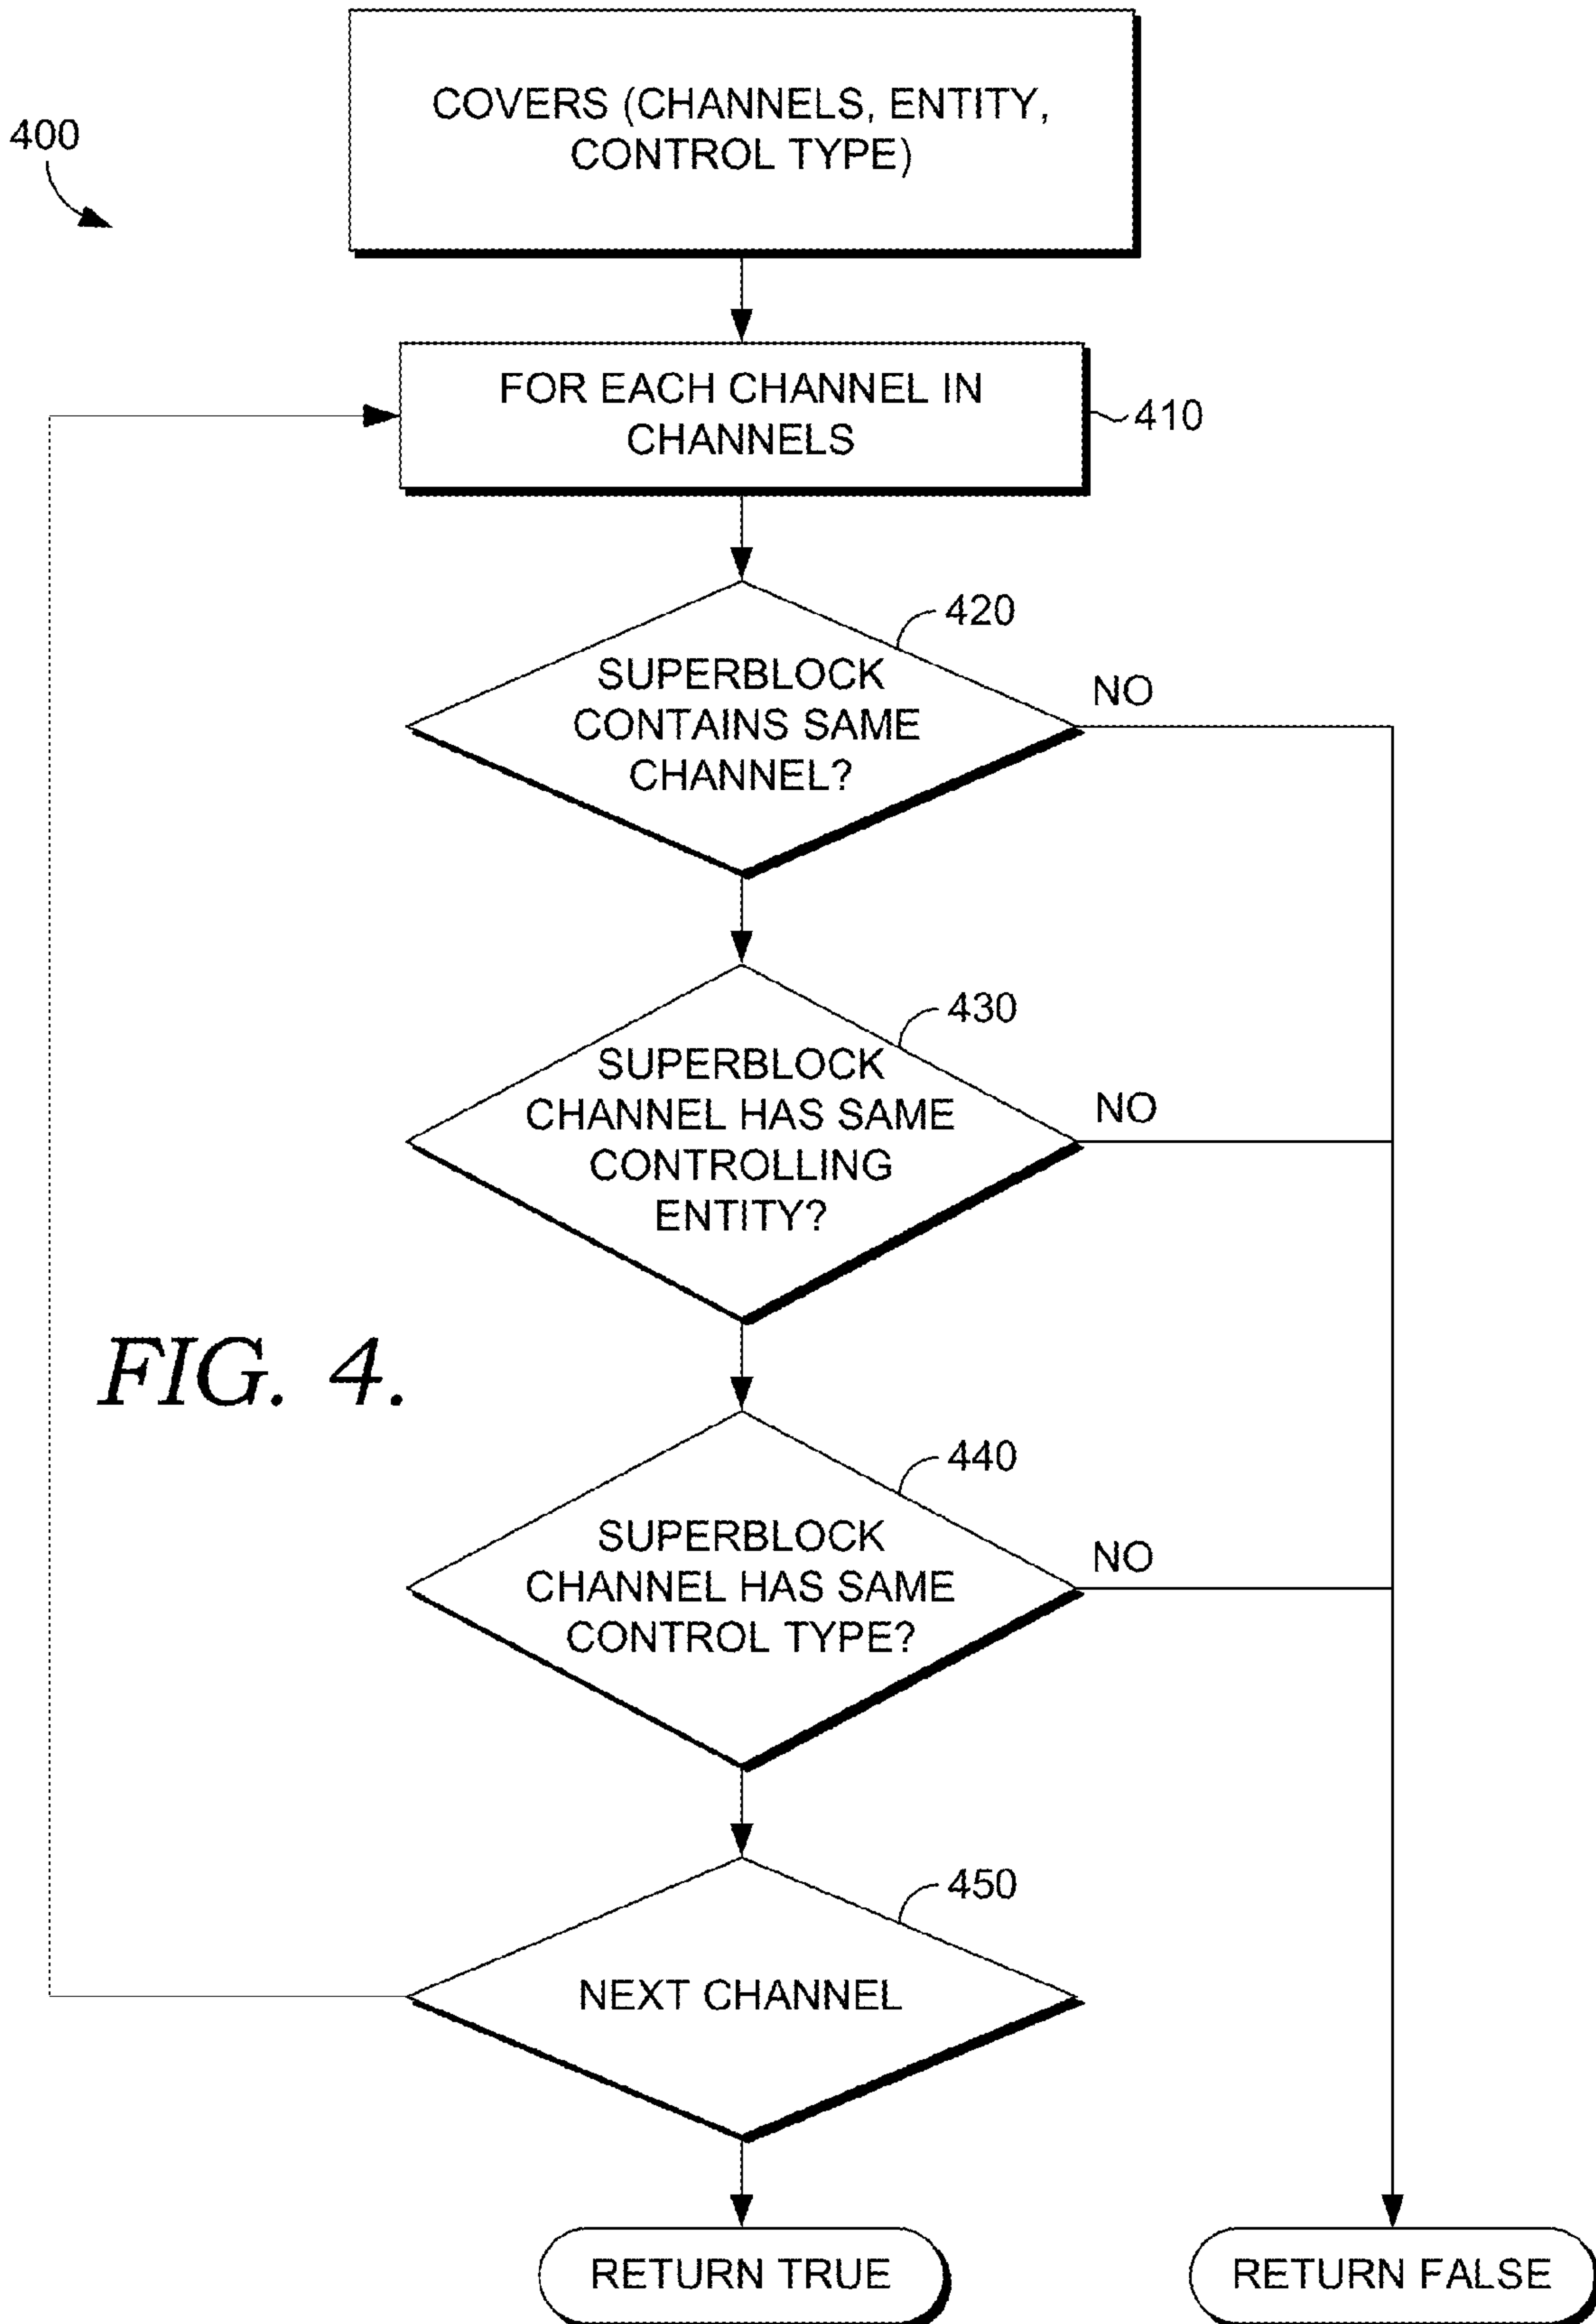 COVERS (CHANNELS, ENTITY,
CONTROL TYPE)
400
FOR EACH CHANNEL IN
CHANNELS
410
420
SUPERBLOCK
CONTAINS SAME
CHANNEL?
NO
430
SUPERBLOCK
CHANNEL HAS SAME
CONTROLLING
ENTITY?
NO
FIG. 4.
440
SUPERBLOCK
CHANNEL HAS SAME
CONTROL TYPE?
NO
450
NEXT CHANNEL
RETURN TRUE
RETURN FALSE